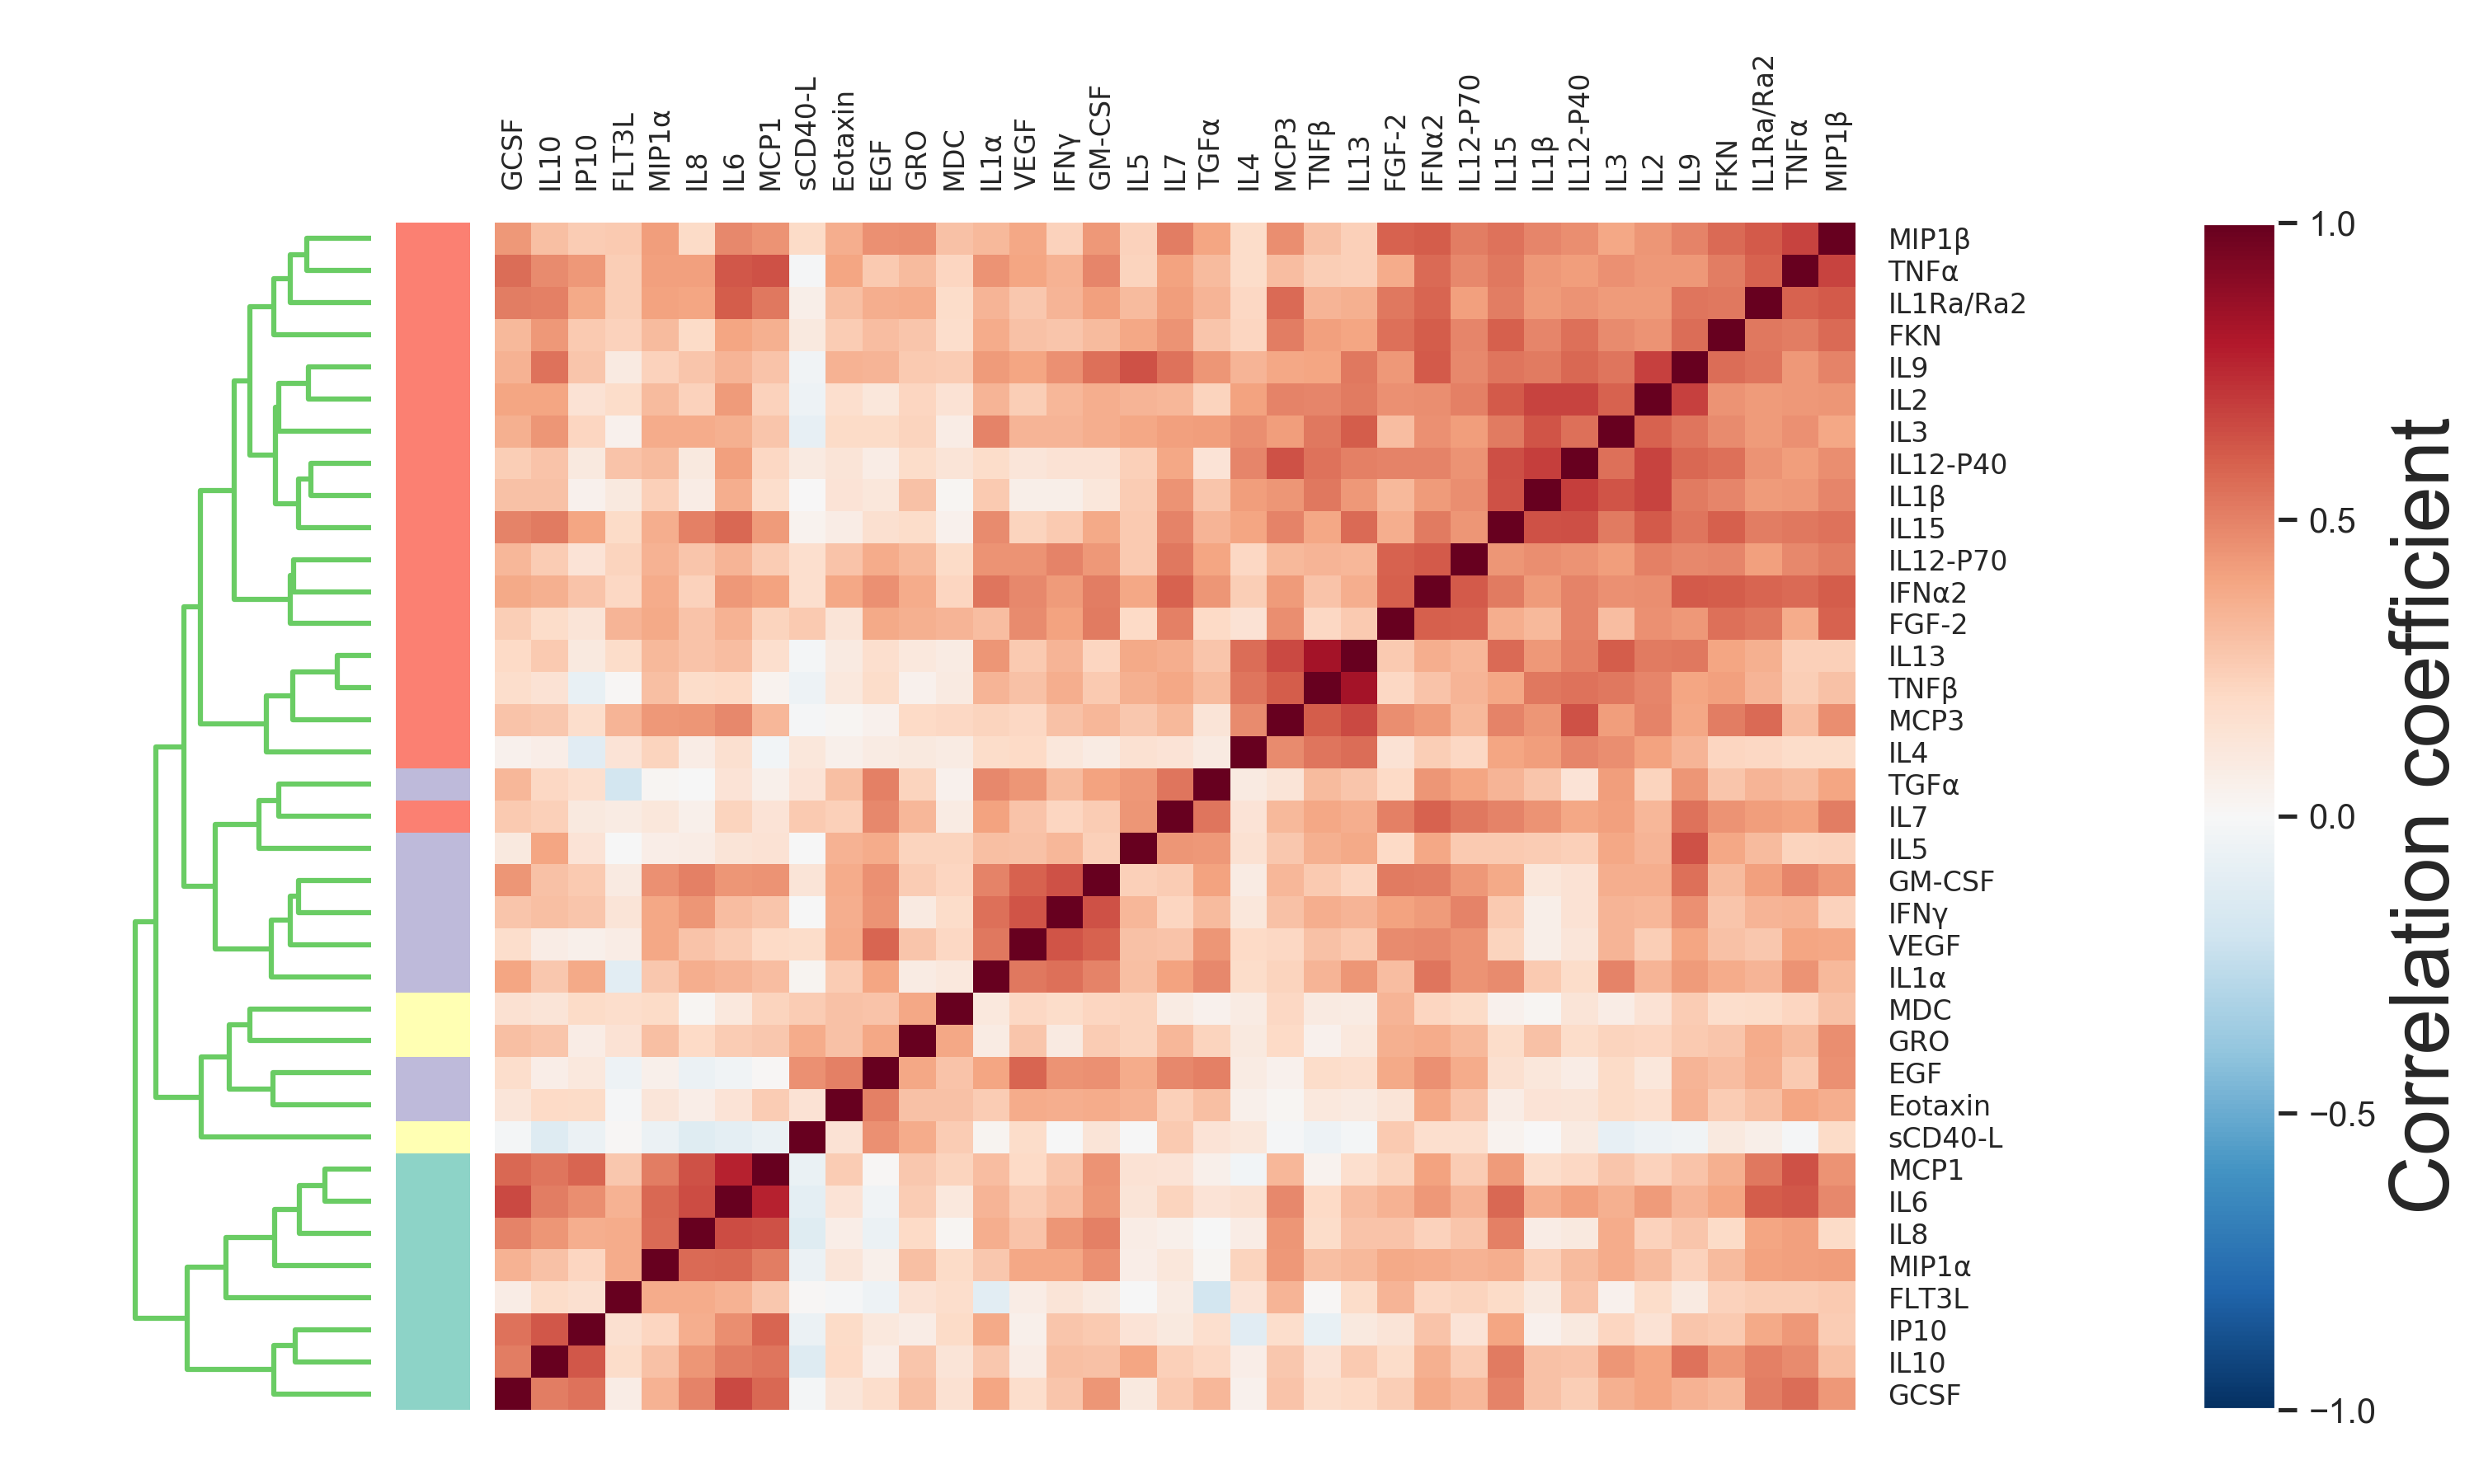 GCSF
IL10
IP10
FLT3L
MIP1α
IL8
IL6
MCP1
sCD40-L
Eotaxin
EGF
GRO
MDC
IL1α
VEGF
IFNγ
GM-CSF
IL5
IL7
TGFα
IL4
MCP3
TNFβ
IL13
FGF-2
IFNα2
IL12-P70
IL15
IL1β
IL12-P40
IL3
IL2
IL9
FKN
IL1Ra/Ra2
TNFα
MIP1β
MIP1β
TNFα
IL1Ra/Ra2
FKN
IL9
IL2
IL3
IL12-P40
IL1β
IL15
IL12-P70
IFNα2
FGF-2
IL13
TNFβ
MCP3
IL4
TGFα
IL7
IL5
GM-CSF
IFNγ
VEGF
IL1α
MDC
GRO
EGF
Eotaxin
sCD40-L
MCP1
IL6
IL8
MIP1α
FLT3L
IP10
IL10
GCSF
1.0
0.5
0.0
−0.5
−1.0
Correlation coefficient